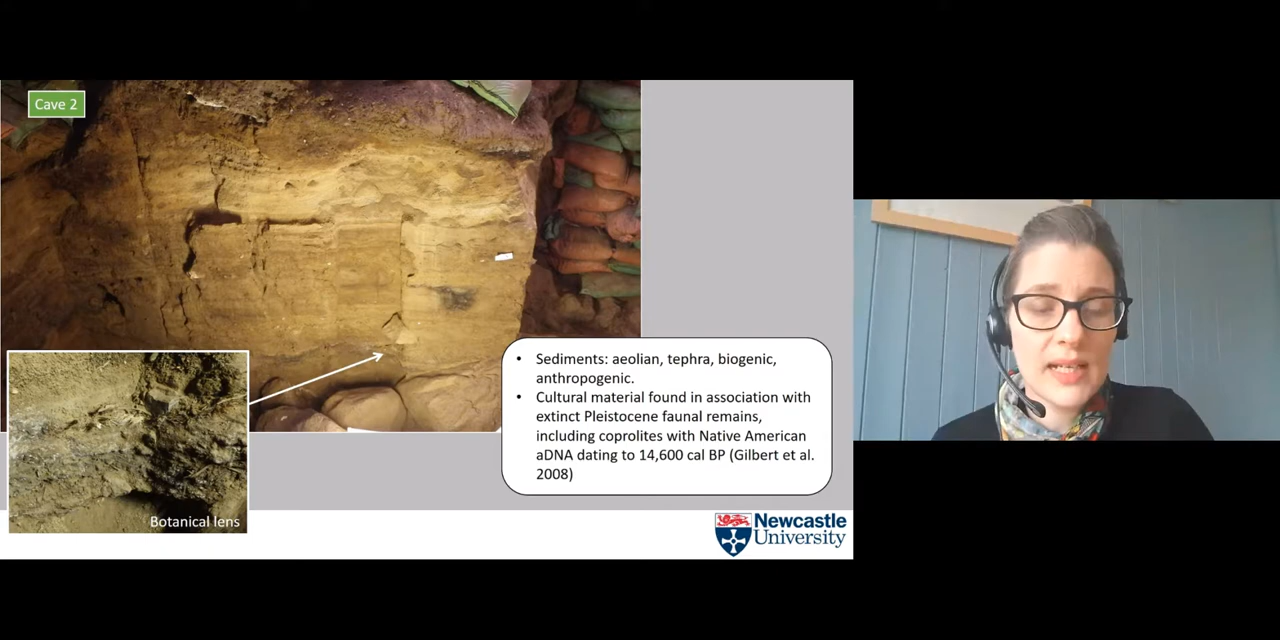 Cave 2
• Sediments: aeolian, tephra, biogenic,
anthropogenic.
• Cultural material found in association with
extinct Pleistocene faunal remains,
including coprolites with Native American
aDNA dating to 14,600 cal BP (Gilbert et al.
2008)
Botanical lens
Newcastle
University